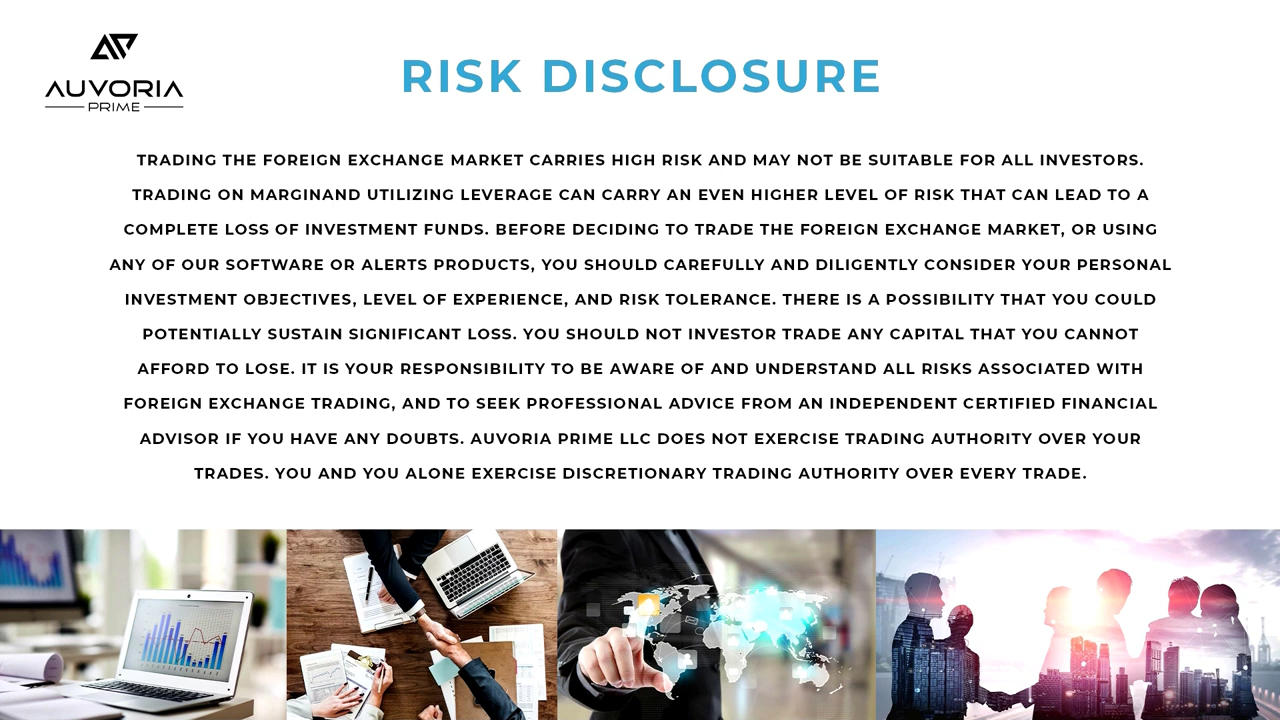 AUVORIA
PRIME
RISK DISCLOSURE
TRADING THE FOREIGN EXCHANGE MARKET CARRIES HIGH RISK AND MAY NOT BE SUITABLE FOR ALL INVESTORS.
TRADING ON MARGINAND UTILIZING LEVERAGE CAN CARRY AN EVEN HIGHER LEVEL OF RISK THAT CAN LEAD TO A
COMPLETE LOSS OF INVESTMENT FUNDS. BEFORE DECIDING TO TRADE THE FOREIGN EXCHANGE MARKET, OR USING
ANY OF OUR SOFTWARE OR ALERTS PRODUCTS, YOU SHOULD CAREFULLY AND DILIGENTLY CONSIDER YOUR PERSONAL
INVESTMENT OBJECTIVES, LEVEL OF EXPERIENCE, AND RISK TOLERANCE. THERE IS A POSSIBILITY THAT YOU COULD
POTENTIALLY SUSTAIN SIGNIFICANT LOSS. YOU SHOULD NOT INVESTOR TRADE ANY CAPITAL THAT YOU CANNOT
AFFORD TO LOSE. IT IS YOUR RESPONSIBILITY TO BE AWARE OF AND UNDERSTAND ALL RISKS ASSOCIATED WITH
FOREIGN EXCHANGE TRADING, AND TO SEEK PROFESSIONAL ADVICE FROM AN INDEPENDENT CERTIFIED FINANCIAL
ADVISOR IF YOU HAVE ANY DOUBTS. AUVORIA PRIME LLC DOES NOT EXERCISE TRADING AUTHORITY OVER YOUR
TRADES. YOU AND YOU ALONE EXERCISE DISCRETIONARY TRADING AUTHORITY OVER EVERY TRADE.